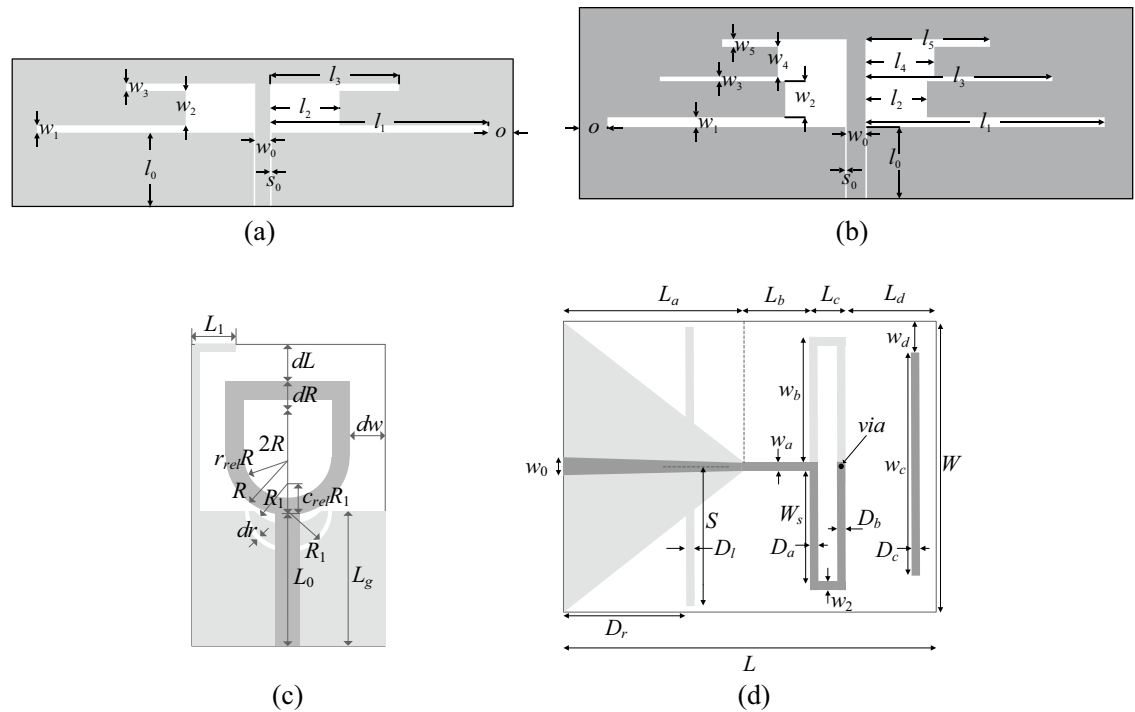 l3
w3
w2
l2
w1
l1
o
l0
w0
s0
(a)
l5
w5
w4
l4
w3
l3
w2
l2
o
w1
l1
w0
l0
s0
(b)
L1
dL
dR
dw
2R
rrelR
R
R1
crelR1
dr
R1
L0
Lg
(c)
La
Lb
Lc
Ld
wd
wb
via
wa
w0
wc
W
S
Ws
Db
Dl
Da
Dc
w2
Dr
L
(d)